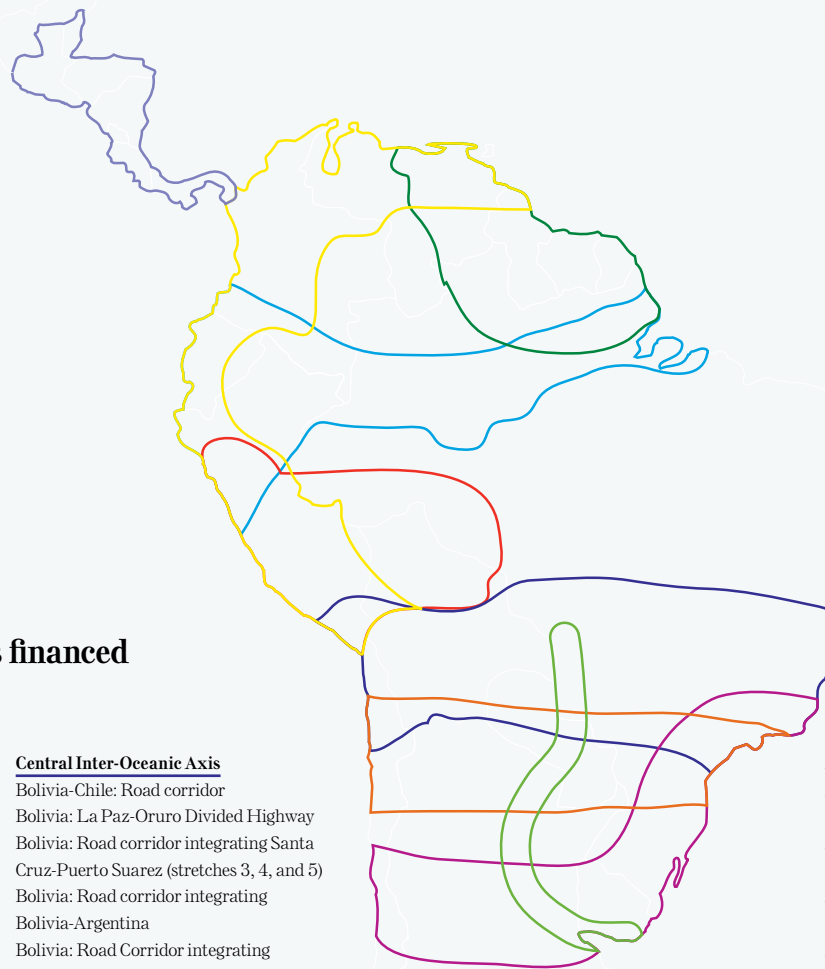 s financed
Central Inter-Oceanic Axis
Bolivia-Chile: Road corridor
Bolivia: La Paz-Oruro Divided Highway
Bolivia: Road corridor integrating Santa
Cruz-Puerto Suarez (stretches 3, 4, and 5)
Bolivia: Road corridor integrating
Bolivia-Argentina
Bolivia: Road Corridor integrating